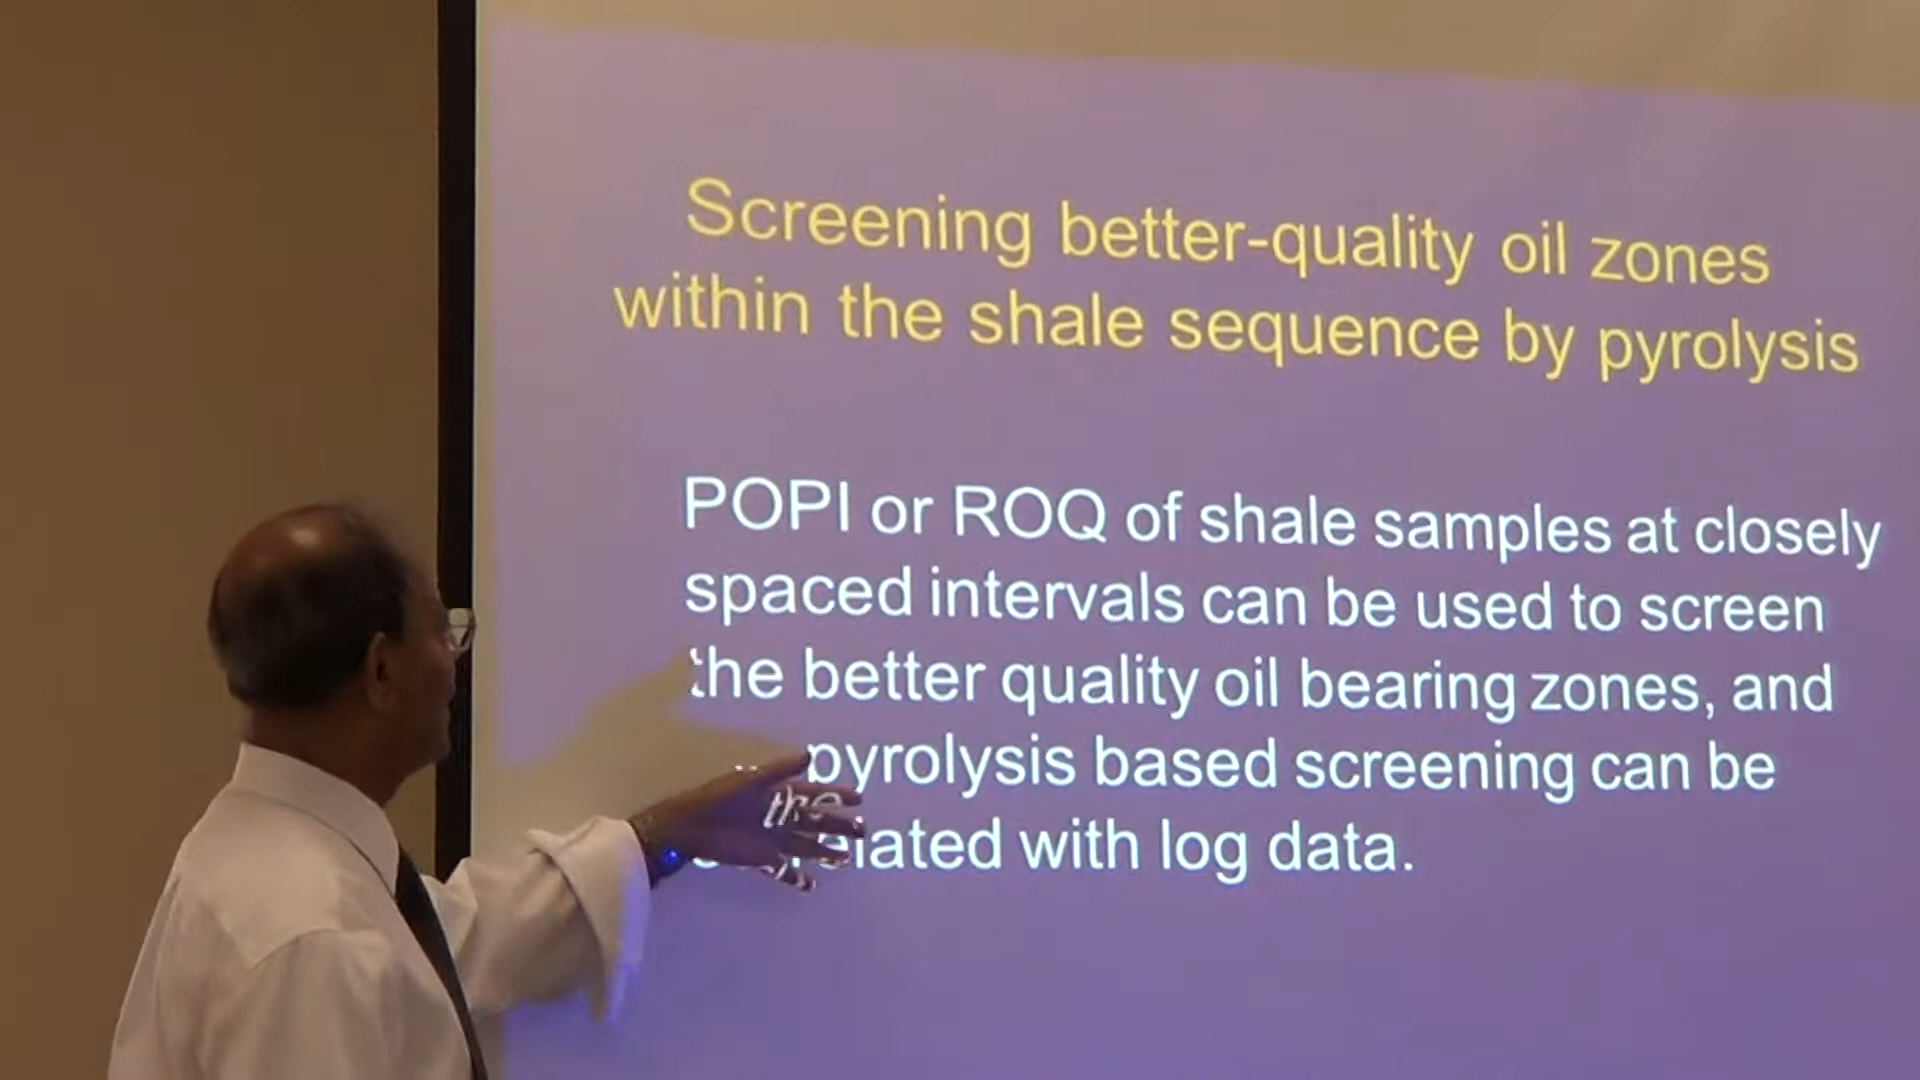 Screening better-quality oil zones
within the shale sequence by pyrolysis
POPI or ROQ of shale samples at closely
spaced intervals can be used to screen
the better quality oil bearing zones, and
the pyrolysis based screening can be
correlated with log data.